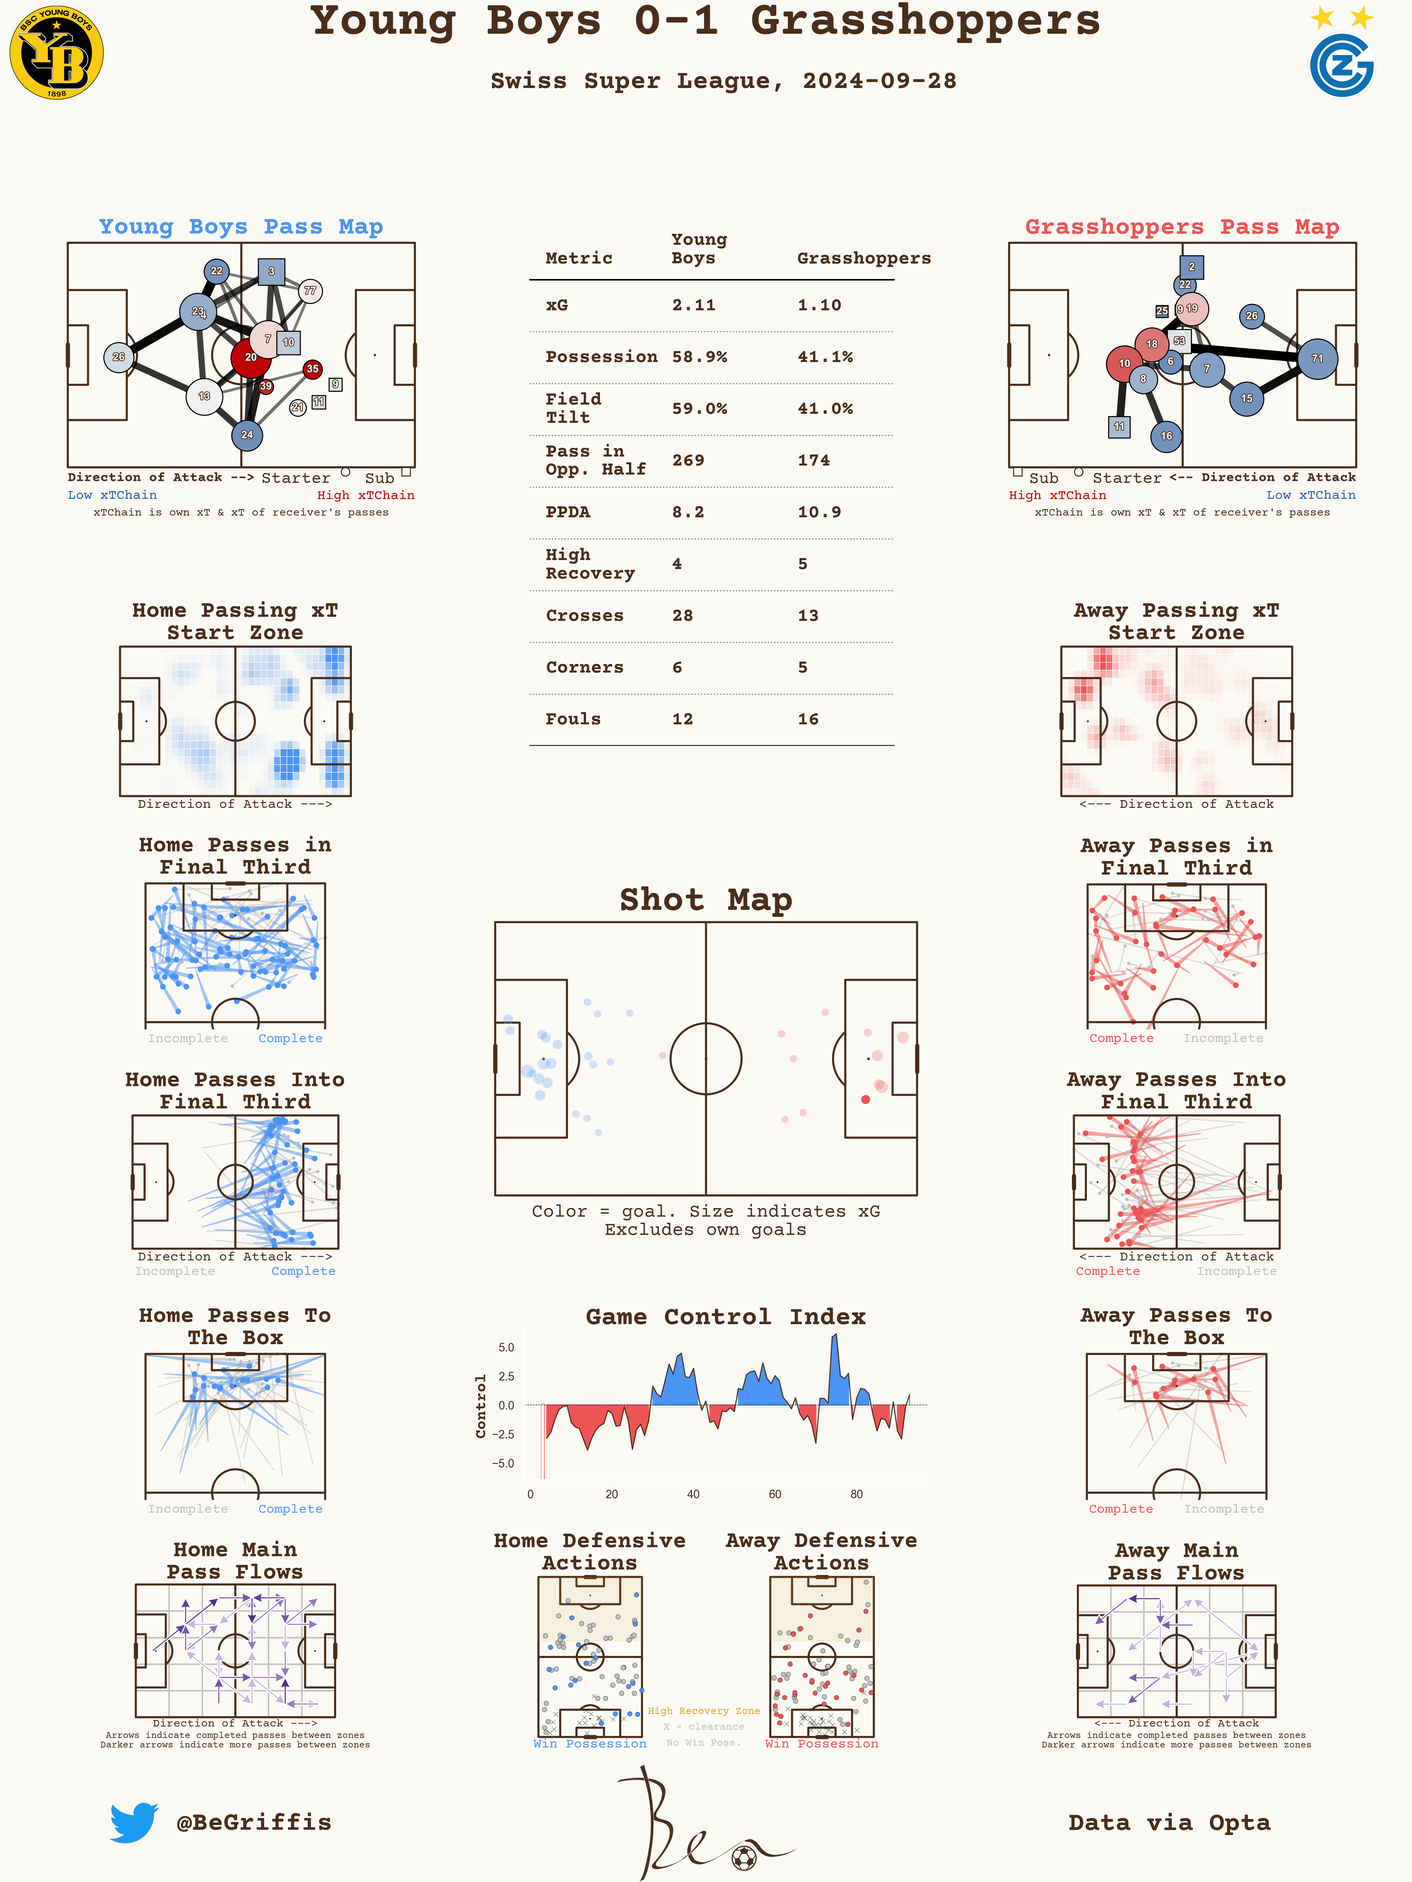 Young Boys 0-1 Grasshoppers
Swiss Super League, 2024-09-28
BSC YOUNG BOYS
YB
1898
GC
Z
Young Boys Pass Map
22
3
77
23
7
10
26
20
35
39
9
13
21
11
24
Direction of Attack --> Starter Sub
Low xTChain High xTChain
xTChain is own xT & xT of receiver's passes
Metric Young Boys Grasshoppers
xG 2.11 1.10
Possession 58.9% 41.1%
Field Tilt 59.0% 41.0%
Pass in Opp. Half 269 174
PPDA 8.2 10.9
High Recovery 4 5
Crosses 28 13
Corners 6 5
Fouls 12 16
Grasshoppers Pass Map
2
22
25
9
19
26
18
53
10
6
7
71
8
15
11
16
Sub Starter <-- Direction of Attack
High xTChain Low xTChain
xTChain is own xT & xT of receiver's passes
Home Passing xT
Start Zone
Direction of Attack --->
Away Passing xT
Start Zone
<--- Direction of Attack
Home Passes in
Final Third
Incomplete Complete
Shot Map
Color = goal. Size indicates xG
Excludes own goals
Away Passes in
Final Third
Complete Incomplete
Home Passes Into
Final Third
Direction of Attack --->
Incomplete Complete
Away Passes Into
Final Third
<--- Direction of Attack
Complete Incomplete
Home Passes To
The Box
Incomplete Complete
Game Control Index
Control
5.0
2.5
0.0
−2.5
−5.0
0 20 40 60 80
Away Passes To
The Box
Complete Incomplete
Home Main
Pass Flows
Direction of Attack --->
Arrows indicate completed passes between zones
Darker arrows indicate more passes between zones
Home Defensive
Actions
Win Possession
High Recovery Zone
X = clearance
No Win Poss.
Away Defensive
Actions
Win Possession
Away Main
Pass Flows
<--- Direction of Attack
Arrows indicate completed passes between zones
Darker arrows indicate more passes between zones
@BeGriffis
Ben
Data via Opta